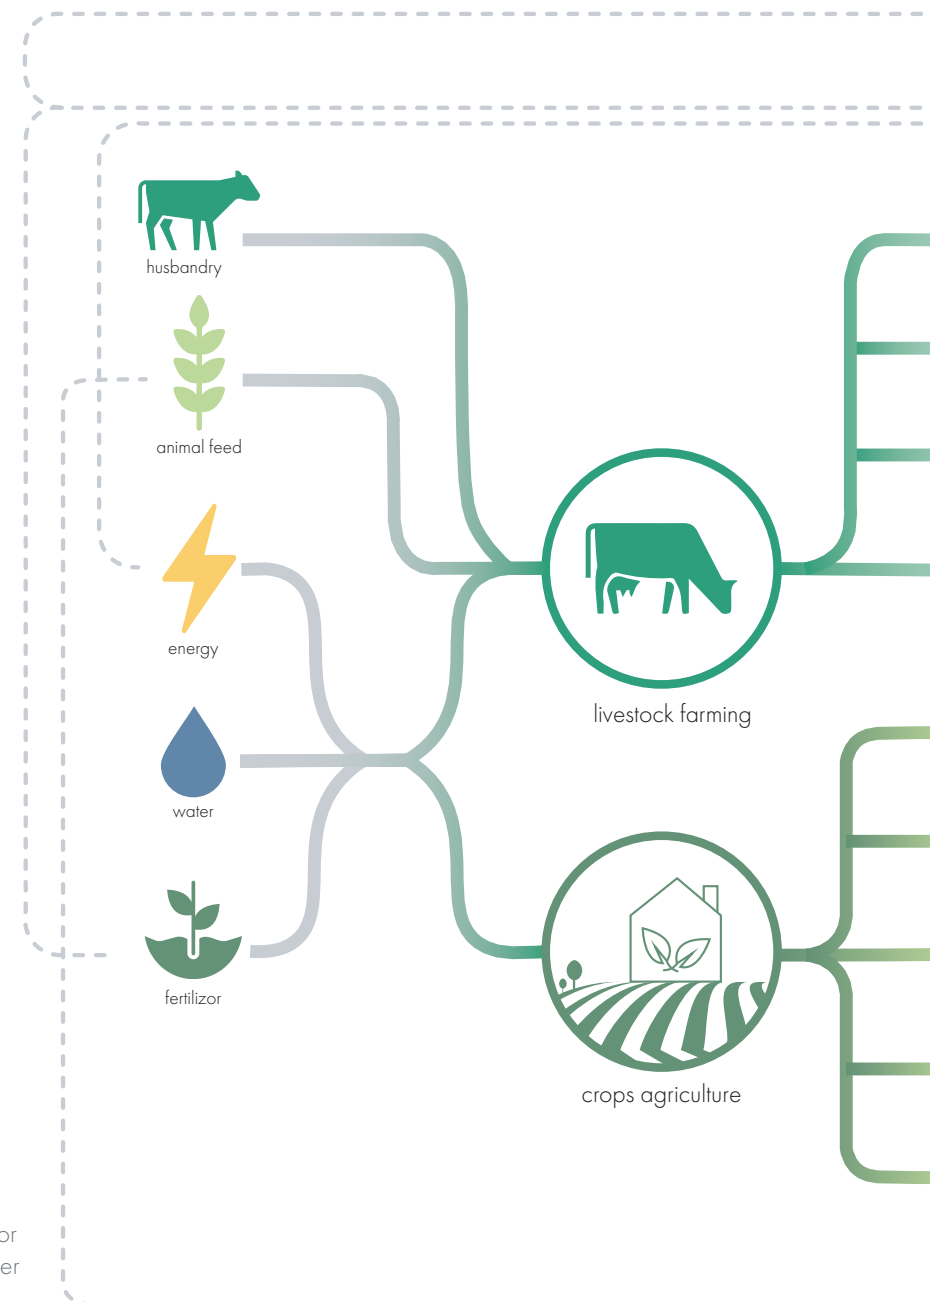 husbandry
animal feed
energy
livestock farming
water
fertilizor
crops agriculture
or
er